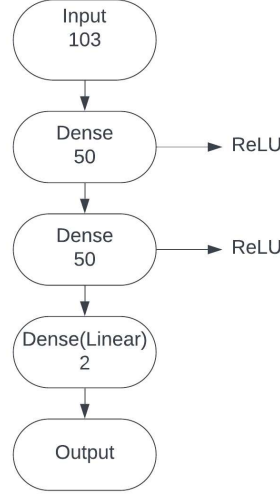 Input
103
Dense
50
ReLU
Dense
50
ReLU
Dense(Linear)
2
Output